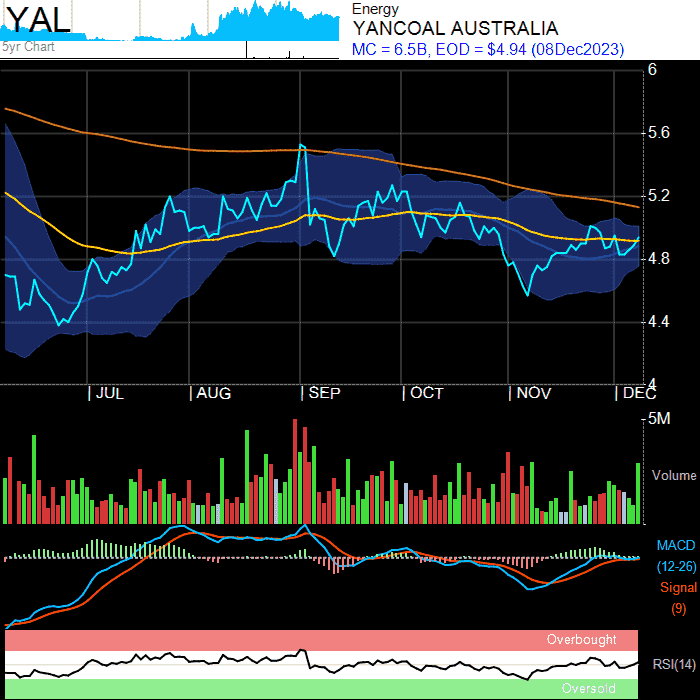 YAL
5yr Chart
Energy
YANCOAL AUSTRALIA
MC = 6.5B, EOD = $4.94 (08Dec2023)
6
5.6
5.2
4.8
4.4
4
JUL AUG SEP OCT NOV DEC
5M
Volume
MACD
(12-26)
Signal
(9)
Overbought
RSI(14)
Oversold